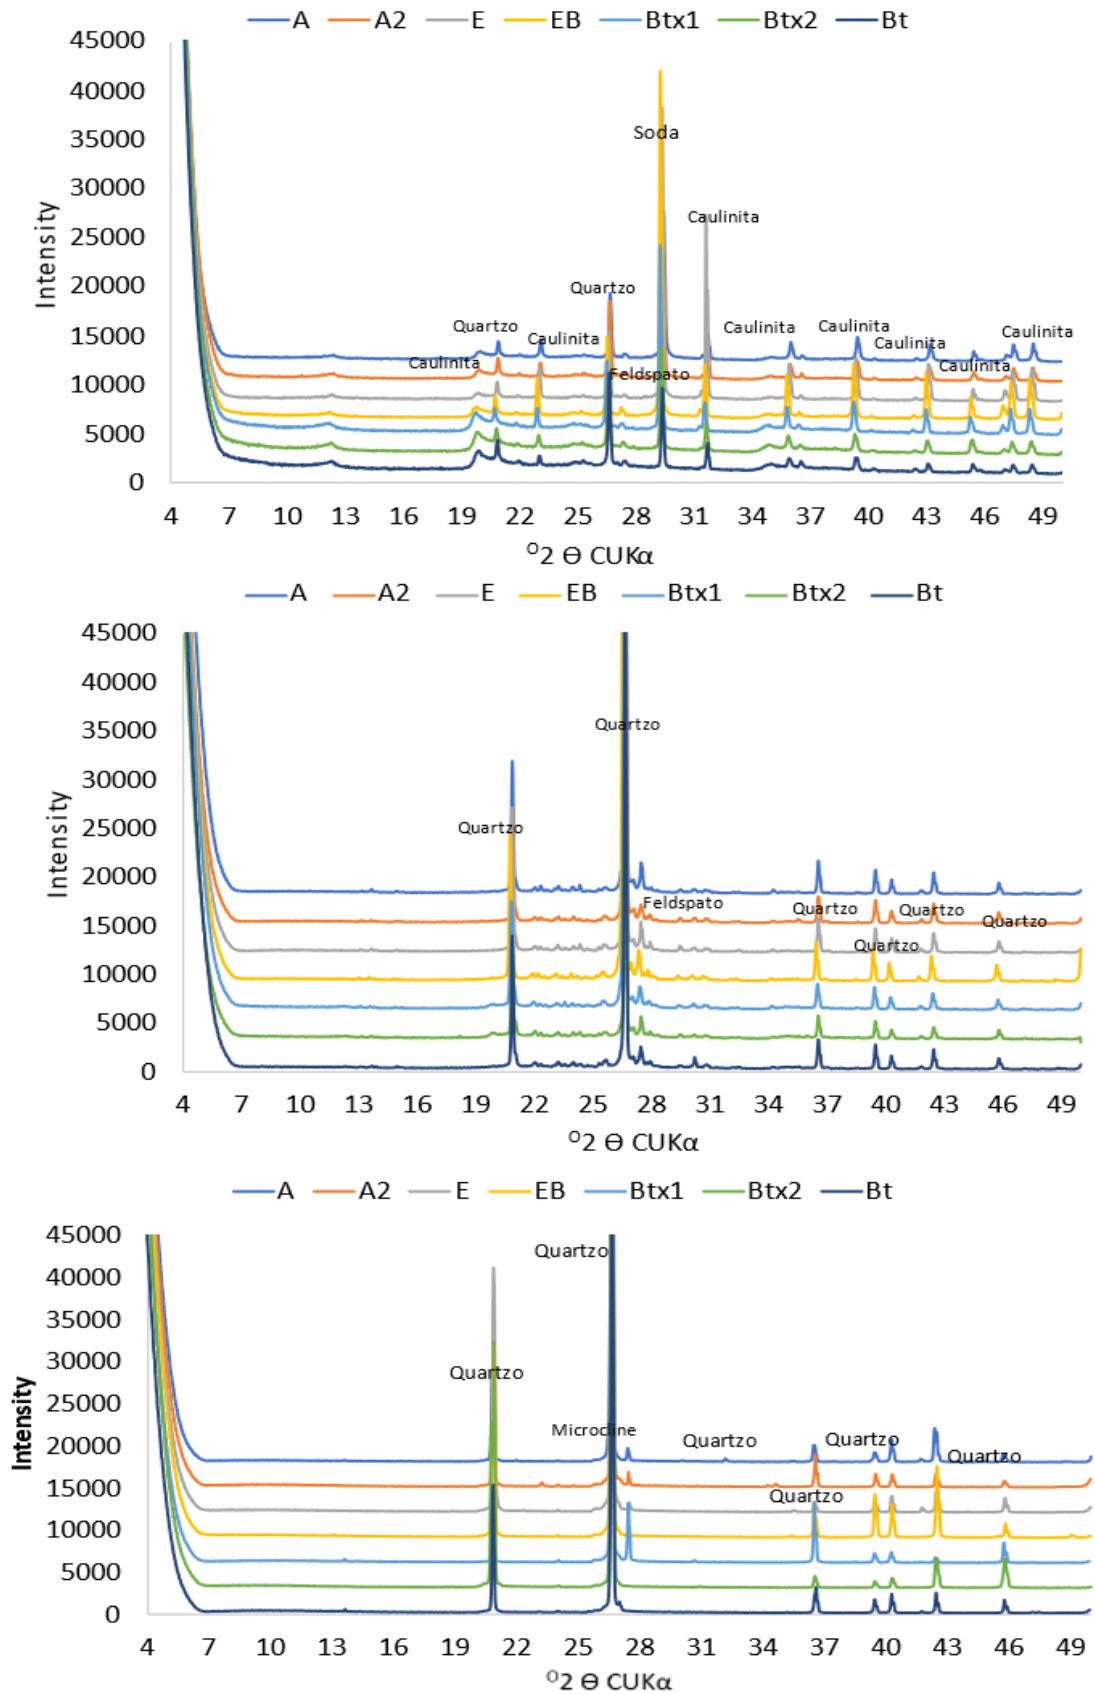 A A2 E EB Btx1 Btx2 Bt
45000
40000
35000
30000
25000
20000
15000
10000
5000
0
Intensity
Soda
Caulinita
Quartzo
Quartzo
Caulinita
Caulinita
Feldspato
Caulinita
Caulinita
Caulinita
Caulinita
Caulinita
4 7 10 13 16 19 22 25 28 31 34 37 40 43 46 49
O2 Ө CUKα
A A2 E EB Btx1 Btx2 Bt
45000
40000
35000
30000
25000
20000
15000
10000
5000
0
Intensity
Quartzo
Quartzo
Feldspato
Quartzo
Quartzo
Quartzo
Quartzo
4 7 10 13 16 19 22 25 28 31 34 37 40 43 46 49
O2 Ө CUKα
A A2 E EB Btx1 Btx2 Bt
45000
40000
35000
30000
25000
20000
15000
10000
5000
0
Intensity
Quartzo
Quartzo
Microcline
Quartzo
Quartzo
Quartzo
Quartzo
4 7 10 13 16 19 22 25 28 31 34 37 40 43 46 49
O2 Ө CUKα